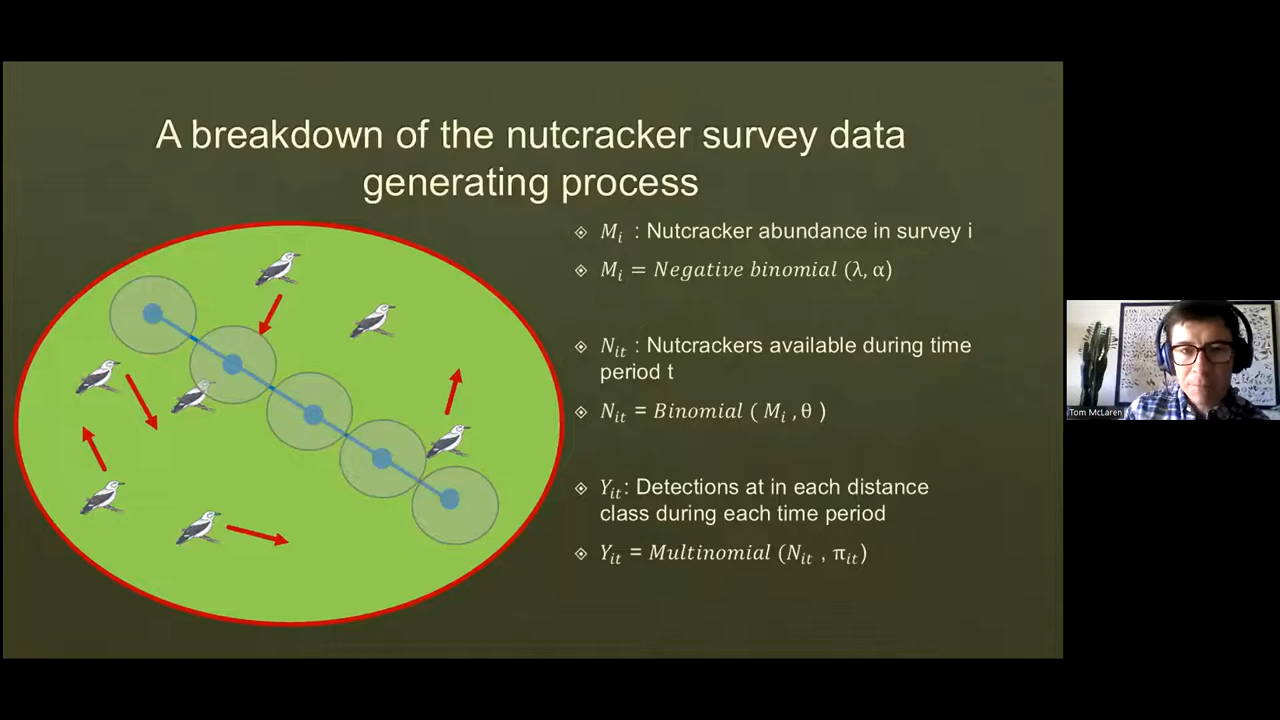 A breakdown of the nutcracker survey data
generating process
𝑀ᵢ : Nutcracker abundance in survey i
𝑀ᵢ = Negative binomial (λ, α)
𝑁ᵢₜ : Nutcrackers available during time
period t
𝑁ᵢₜ = Binomial ( 𝑀ᵢ , θ )
𝑌ᵢₜ: Detections at in each distance
class during each time period
𝑌ᵢₜ = Multinomial (𝑁ᵢₜ , πᵢₜ)
Tom McLaren